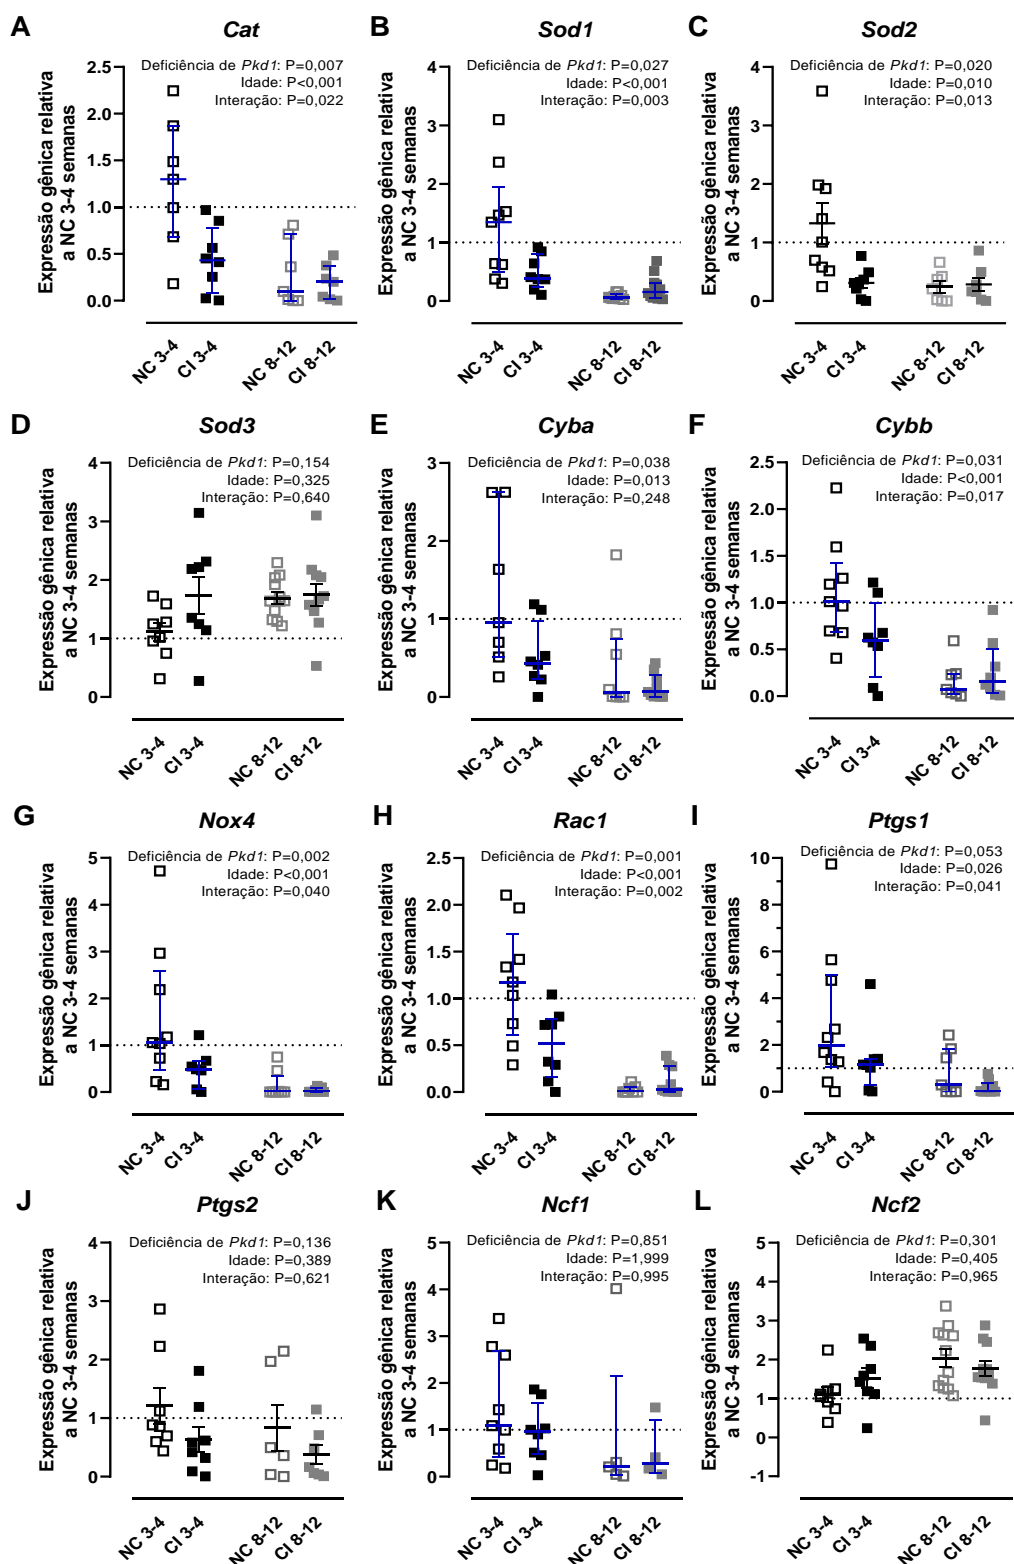 A
Cat
Deficiência de Pkd1: P=0,007
Idade: P<0,001
Interação: P=0,022
Expressão gênica relativa
a NC 3-4 semanas
2.5
2.0
1.5
1.0
0.5
0.0
NC 3-4
CI 3-4
NC 8-12
CI 8-12
B
Sod1
Deficiência de Pkd1: P=0,027
Idade: P<0,001
Interação: P=0,003
Expressão gênica relativa
a NC 3-4 semanas
4
3
2
1
0
NC 3-4
CI 3-4
NC 8-12
CI 8-12
C
Sod2
Deficiência de Pkd1: P=0,020
Idade: P=0,010
Interação: P=0,013
Expressão gênica relativa
a NC 3-4 semanas
4
3
2
1
0
NC 3-4
CI 3-4
NC 8-12
CI 8-12
D
Sod3
Deficiência de Pkd1: P=0,154
Idade: P=0,325
Interação: P=0,640
Expressão gênica relativa
a NC 3-4 semanas
4
3
2
1
0
NC 3-4
CI 3-4
NC 8-12
CI 8-12
E
Cyba
Deficiência de Pkd1: P=0,038
Idade: P=0,013
Interação: P=0,248
Expressão gênica relativa
a NC 3-4 semanas
3
2
1
0
NC 3-4
CI 3-4
NC 8-12
CI 8-12
F
Cybb
Deficiência de Pkd1: P=0,031
Idade: P<0,001
Interação: P=0,017
Expressão gênica relativa
a NC 3-4 semanas
2.5
2.0
1.5
1.0
0.5
0.0
NC 3-4
CI 3-4
NC 8-12
CI 8-12
G
Nox4
Deficiência de Pkd1: P=0,002
Idade: P<0,001
Interação: P=0,040
Expressão gênica relativa
a NC 3-4 semanas
5
4
3
2
1
0
NC 3-4
CI 3-4
NC 8-12
CI 8-12
H
Rac1
Deficiência de Pkd1: P=0,001
Idade: P<0,001
Interação: P=0,002
Expressão gênica relativa
a NC 3-4 semanas
2.5
2.0
1.5
1.0
0.5
0.0
NC 3-4
CI 3-4
NC 8-12
CI 8-12
I
Ptgs1
Deficiência de Pkd1: P=0,053
Idade: P=0,026
Interação: P=0,041
Expressão gênica relativa
a NC 3-4 semanas
10
8
6
4
2
0
NC 3-4
CI 3-4
NC 8-12
CI 8-12
J
Ptgs2
Deficiência de Pkd1: P=0,136
Idade: P=0,389
Interação: P=0,621
Expressão gênica relativa
a NC 3-4 semanas
4
3
2
1
0
NC 3-4
CI 3-4
NC 8-12
CI 8-12
K
Ncf1
Deficiência de Pkd1: P=0,851
Idade: P=1,999
Interação: P=0,995
Expressão gênica relativa
a NC 3-4 semanas
5
4
3
2
1
0
NC 3-4
CI 3-4
NC 8-12
CI 8-12
L
Ncf2
Deficiência de Pkd1: P=0,301
Idade: P=0,405
Interação: P=0,965
Expressão gênica relativa
a NC 3-4 semanas
5
4
3
2
1
0
-1
NC 3-4
CI 3-4
NC 8-12
CI 8-12